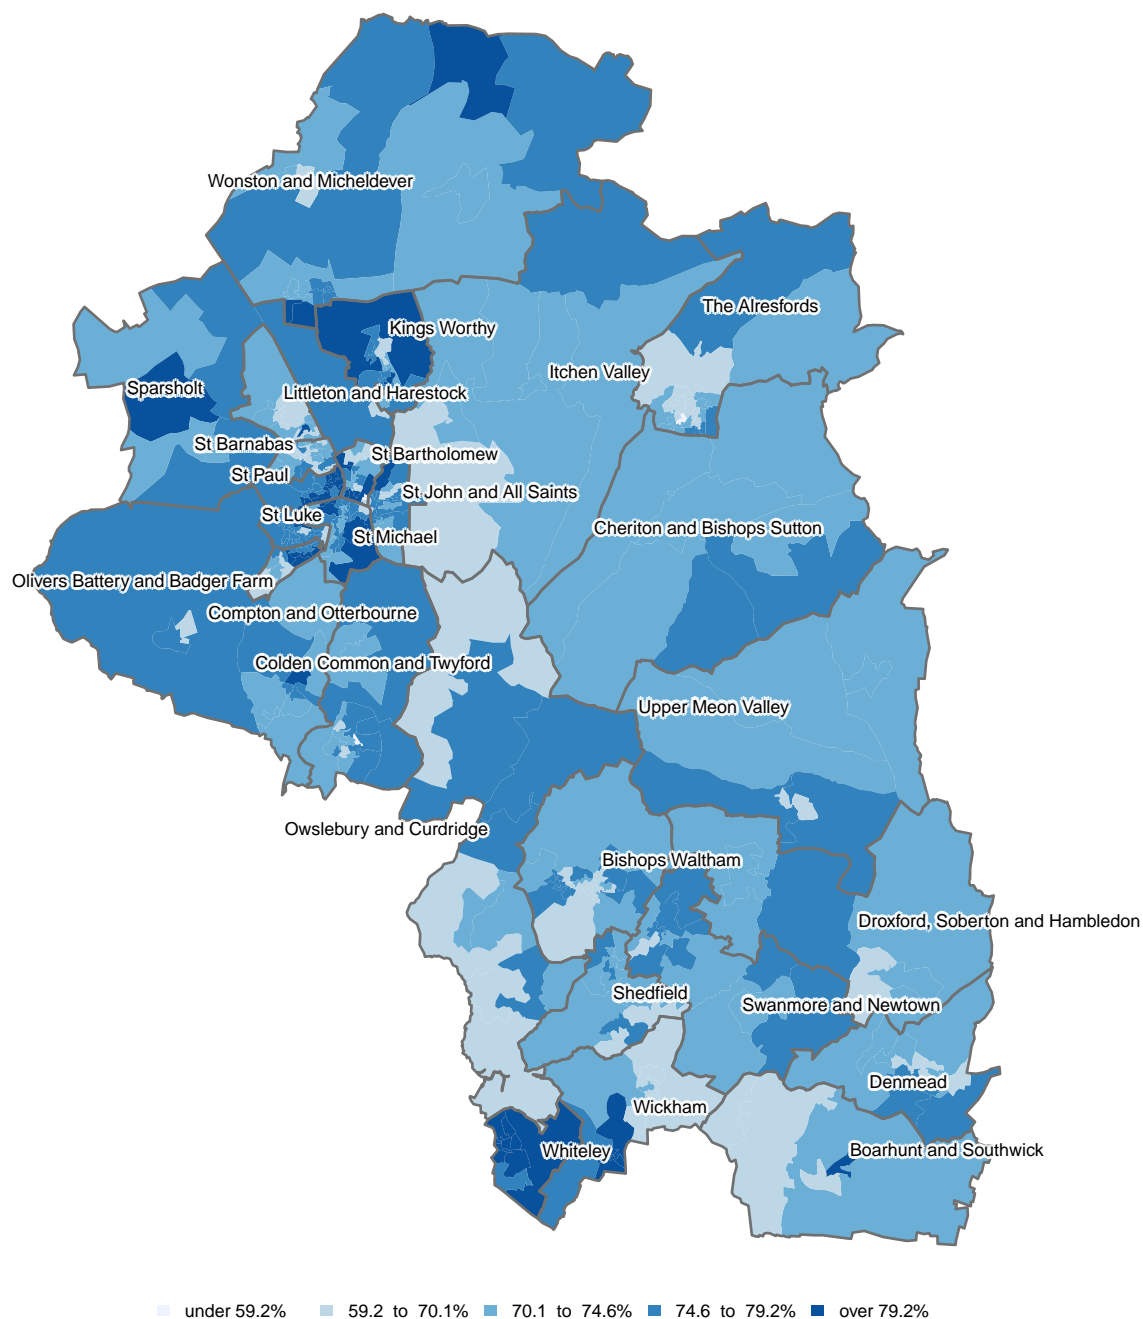 Wonston and Micheldever
The Alresfords
Kings Worthy
Itchen Valley
Sparsholt
Littleton and Harestock
St Barnabas
St Bartholomew
St Paul
St John and All Saints
St Luke
Cheriton and Bishops Sutton
St Michael
Olivers Battery and Badger Farm
Compton and Otterbourne
Colden Common and Twyford
Upper Meon Valley
Owslebury and Curdridge
Bishops Waltham
Droxford, Soberton and Hambledon
Shedfield
Swanmore and Newtown
Denmead
Wickham
Whiteley
Boarhunt and Southwick
under 59.2% 59.2 to 70.1% 70.1 to 74.6% 74.6 to 79.2% over 79.2%